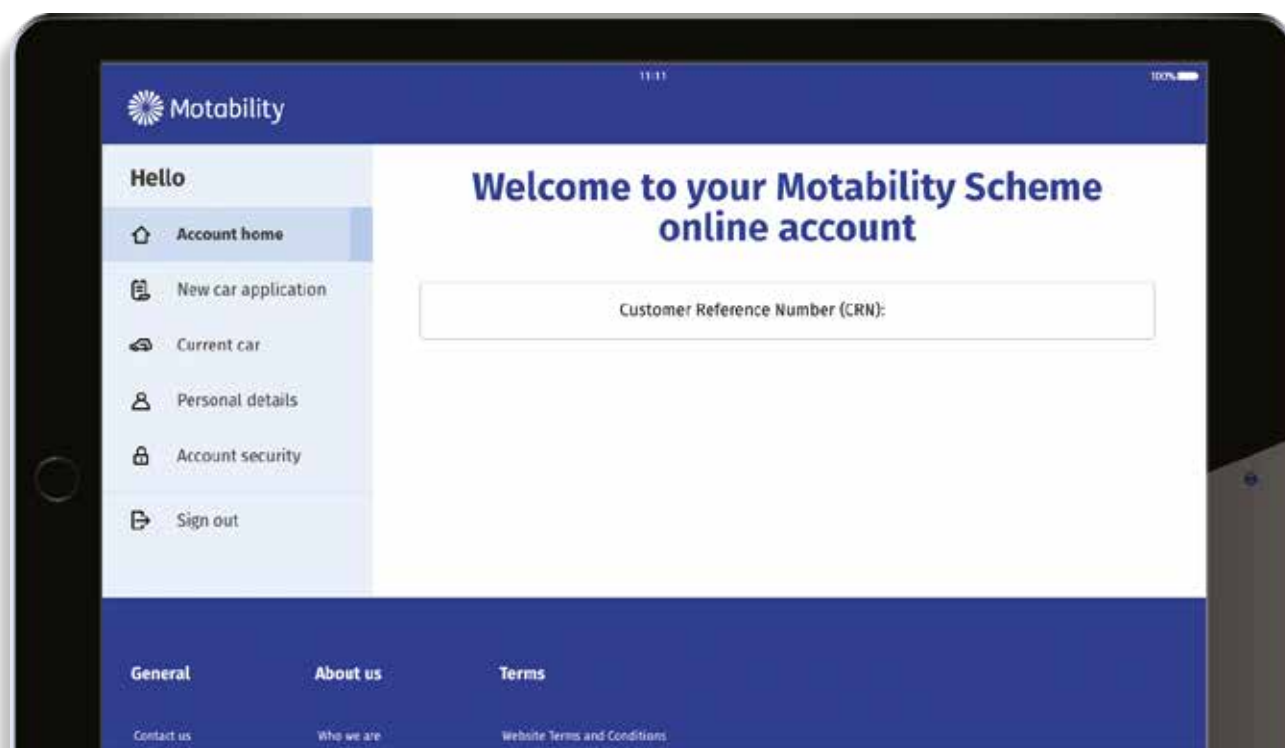 11:11
100%
Motability
Hello
Account home
New car application
Current car
Personal details
Account security
Sign out
Welcome to your Motability Scheme
online account
Customer Reference Number (CRN):
General
About us
Terms
Contact us
Who we are
Website Terms and Conditions